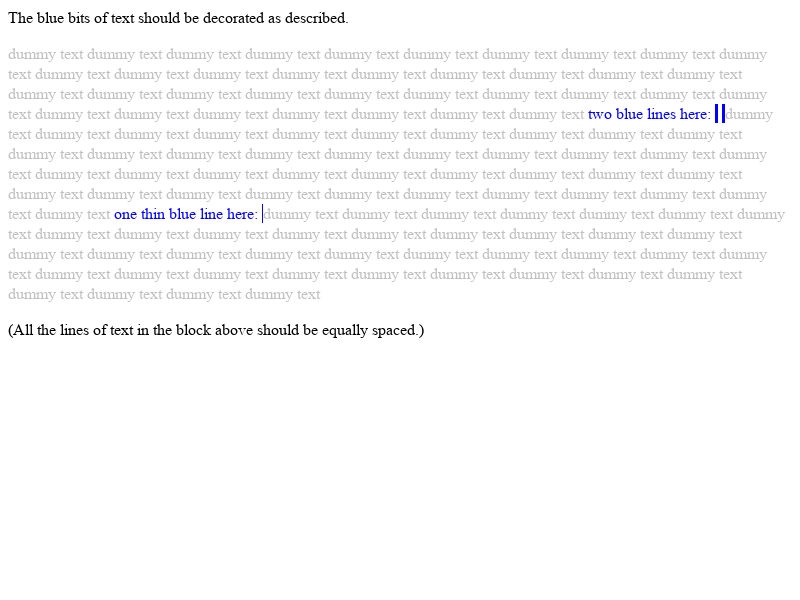 The blue bits of text should be decorated as described.
dummy text dummy text dummy text dummy text dummy text dummy text dummy text dummy text dummy text dummy
text dummy text dummy text dummy text dummy text dummy text dummy text dummy text dummy text dummy text
dummy text dummy text dummy text dummy text dummy text dummy text dummy text dummy text dummy text dummy
text dummy text dummy text dummy text dummy text dummy text dummy text dummy text two blue lines here: dummy
text dummy text dummy text dummy text dummy text dummy text dummy text dummy text dummy text dummy text
dummy text dummy text dummy text dummy text dummy text dummy text dummy text dummy text dummy text dummy
text dummy text dummy text dummy text dummy text dummy text dummy text dummy text dummy text dummy text
dummy text dummy text dummy text dummy text dummy text dummy text dummy text dummy text dummy text dummy
text dummy text one thin blue line here: dummy text dummy text dummy text dummy text dummy text dummy text dummy
text dummy text dummy text dummy text dummy text dummy text dummy text dummy text dummy text dummy text
dummy text dummy text dummy text dummy text dummy text dummy text dummy text dummy text dummy text dummy
text dummy text dummy text dummy text dummy text dummy text dummy text dummy text dummy text dummy text
dummy text dummy text dummy text dummy text
(All the lines of text in the block above should be equally spaced.)